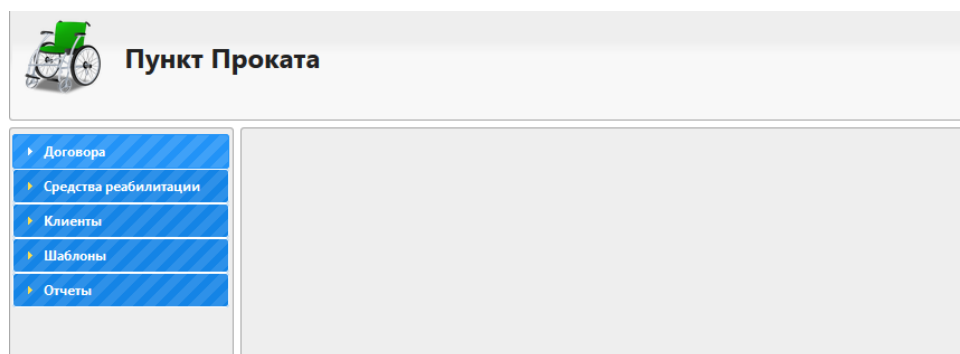 Пункт Проката
Договора
Средства реабилитации
Клиенты
Шаблоны
Отчеты